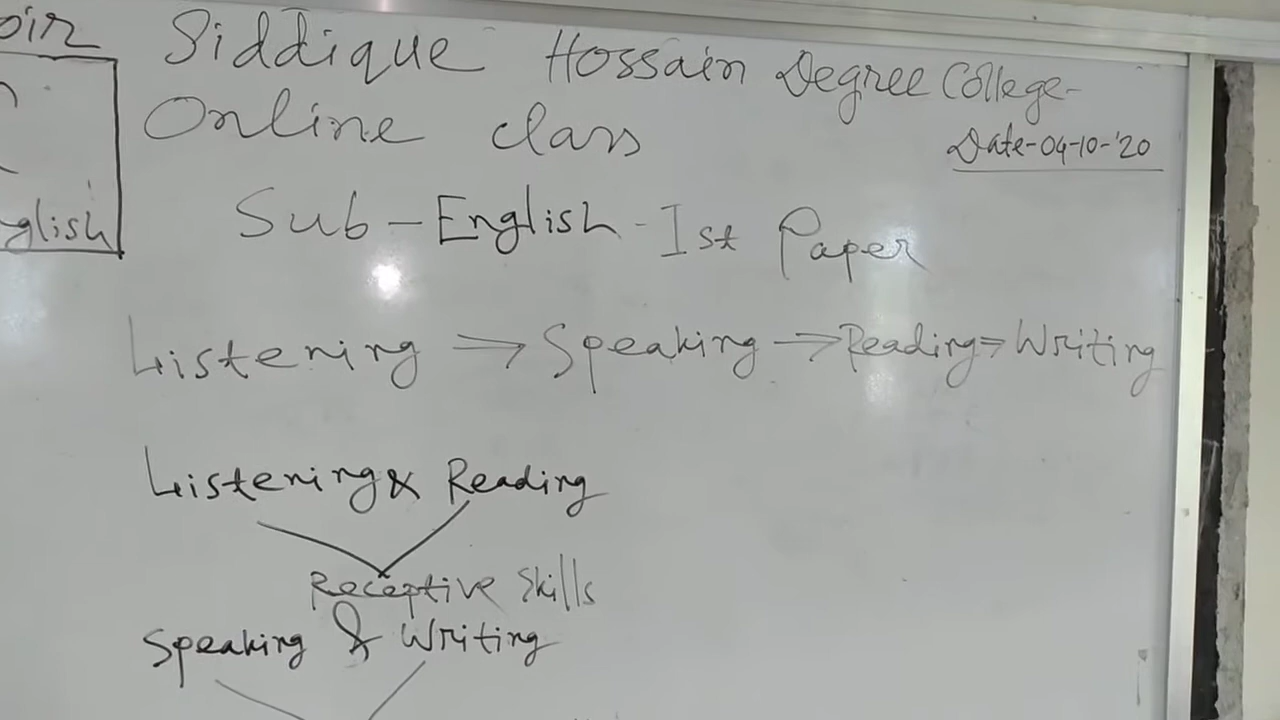 Siddique Hossain Degree College-
Online class
Date-04-10-'20
Sub-English-1st Paper
Listening → Speaking → Reading → Writing
Listening & Reading
Receptive Skills
Speaking & Writing